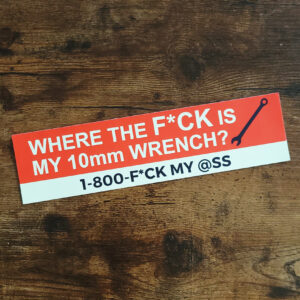 WHERE THE F*CK IS
MY 10mm WRENCH?
1-800-F*CK MY @SS